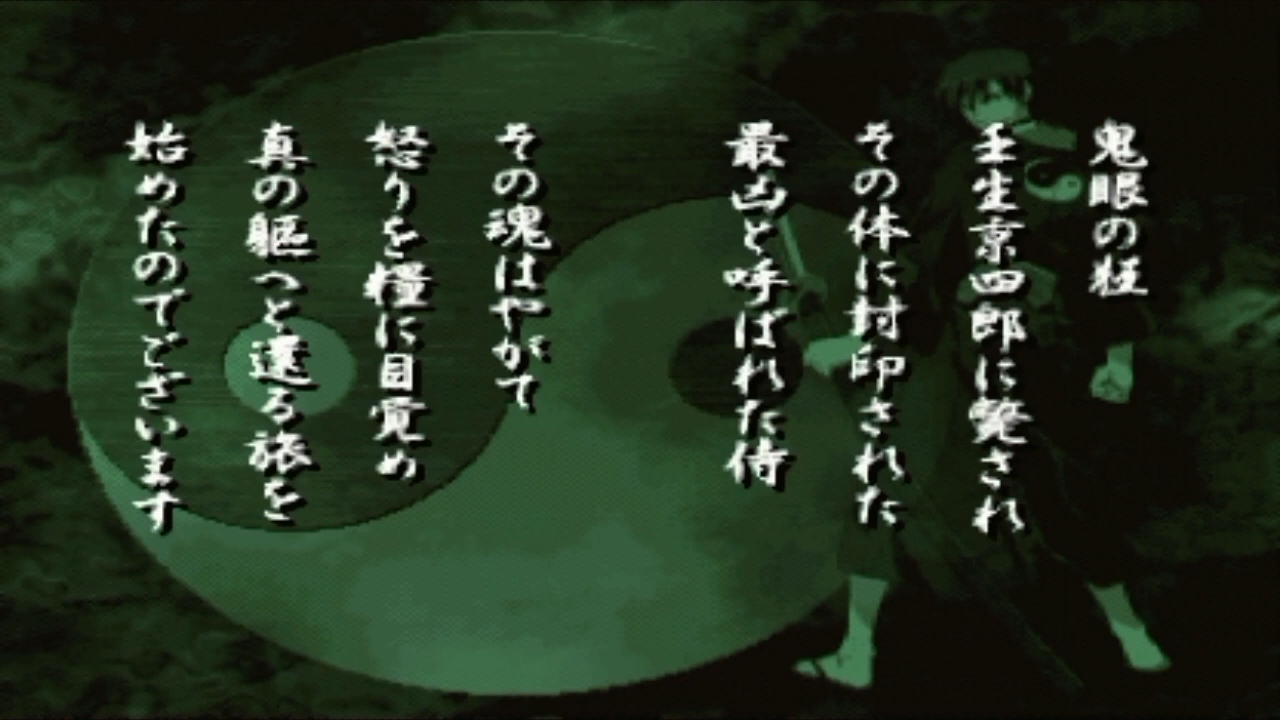 鬼眼の狂
壬生京四郎に斃され
その体に封印された
最凶と呼ばれた侍
その魂はやがて
怒りを糧に目覚め
真の躯へと還る旅を
始めたのでございます